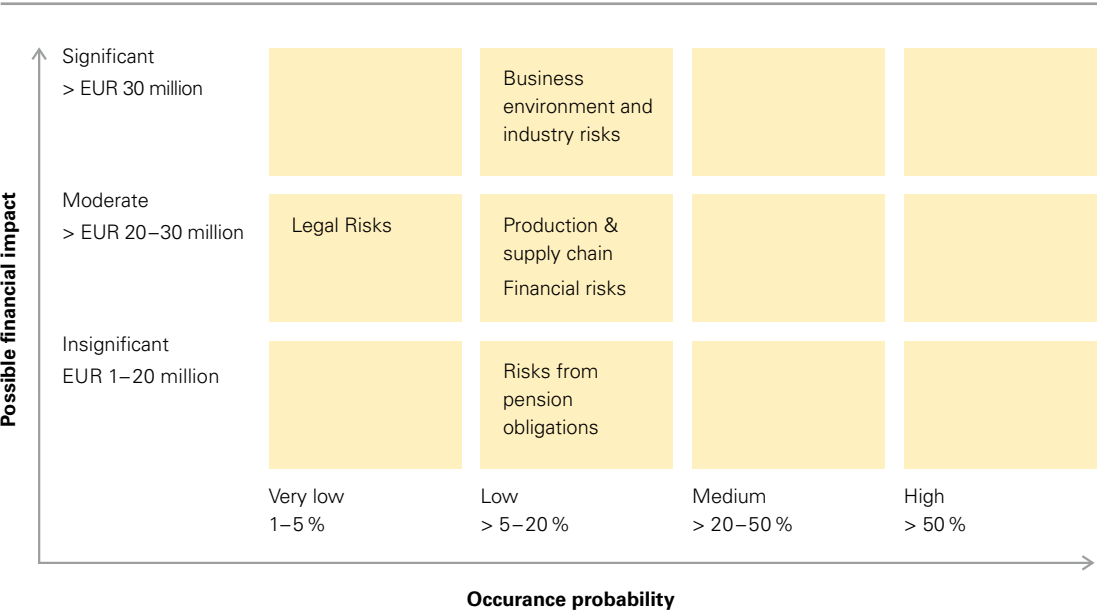 Significant
> EUR 30 million
Business
environment and
industry risks
Moderate
> EUR 20–30 million
Legal Risks
Production &
supply chain
Financial risks
Insignificant
EUR 1–20 million
Risks from
pension
obligations
Possible financial impact
Very low
1–5 %
Low
> 5–20 %
Medium
> 20–50 %
High
> 50 %
Occurance probability